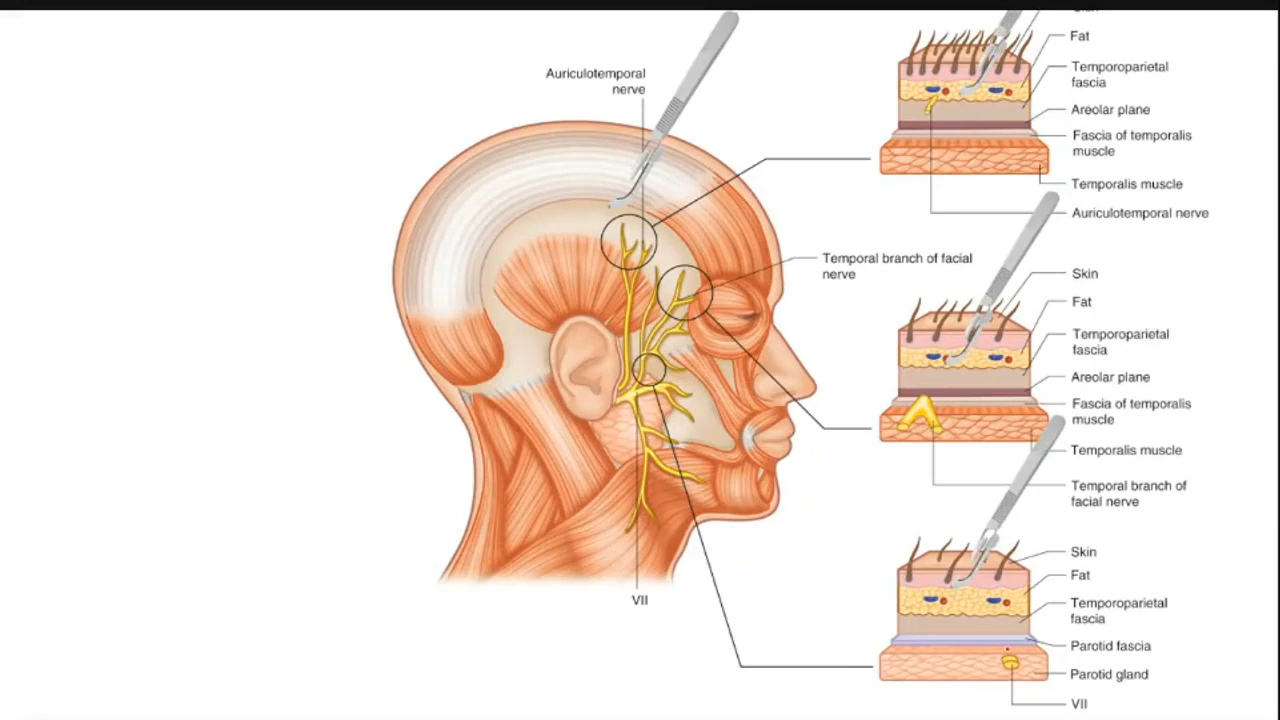 Auriculotemporal
nerve
Temporal branch of facial
nerve
VII
Fat
Temporoparietal
fascia
Areolar plane
Fascia of temporalis
muscle
Temporalis muscle
Auriculotemporal nerve
Skin
Fat
Temporoparietal
fascia
Areolar plane
Fascia of temporalis
muscle
Temporalis muscle
Temporal branch of
facial nerve
Skin
Fat
Temporoparietal
fascia
Parotid fascia
Parotid gland
VII